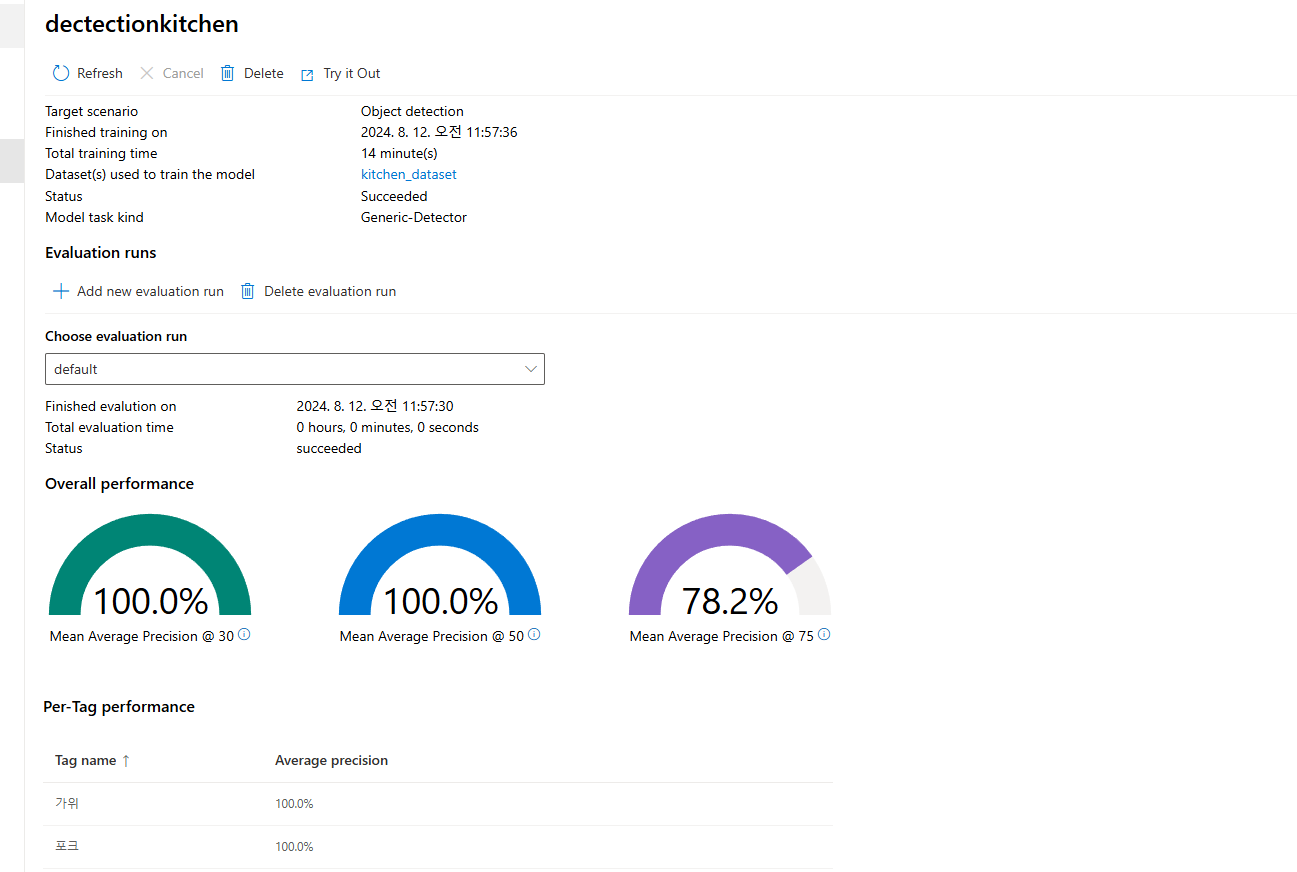 dectectionkitchen
Refresh Cancel Delete Try it Out
Target scenario Object detection
Finished training on 2024. 8. 12. 오전 11:57:36
Total training time 14 minute(s)
Dataset(s) used to train the model kitchen_dataset
Status Succeeded
Model task kind Generic-Detector
Evaluation runs
Add new evaluation run Delete evaluation run
Choose evaluation run
default
Finished evalution on 2024. 8. 12. 오전 11:57:30
Total evaluation time 0 hours, 0 minutes, 0 seconds
Status succeeded
Overall performance
100.0% 100.0% 78.2%
Mean Average Precision @ 30 Mean Average Precision @ 50 Mean Average Precision @ 75
Per-Tag performance
Tag name ↑ Average precision
가위 100.0%
포크 100.0%